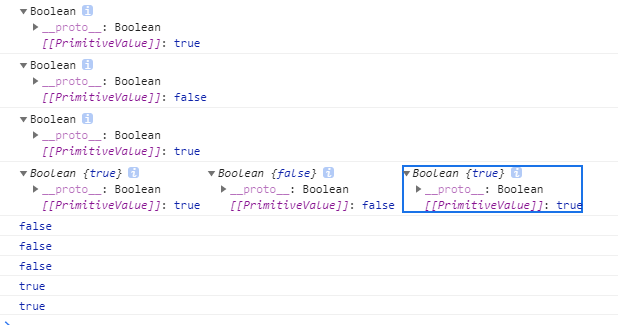 Boolean i
__proto__: Boolean
[[PrimitiveValue]]: true
Boolean i
__proto__: Boolean
[[PrimitiveValue]]: false
Boolean i
__proto__: Boolean
[[PrimitiveValue]]: true
Boolean {true} i Boolean {false} i Boolean {true} i
__proto__: Boolean __proto__: Boolean __proto__: Boolean
[[PrimitiveValue]]: true [[PrimitiveValue]]: false [[PrimitiveValue]]: true
false
false
false
true
true